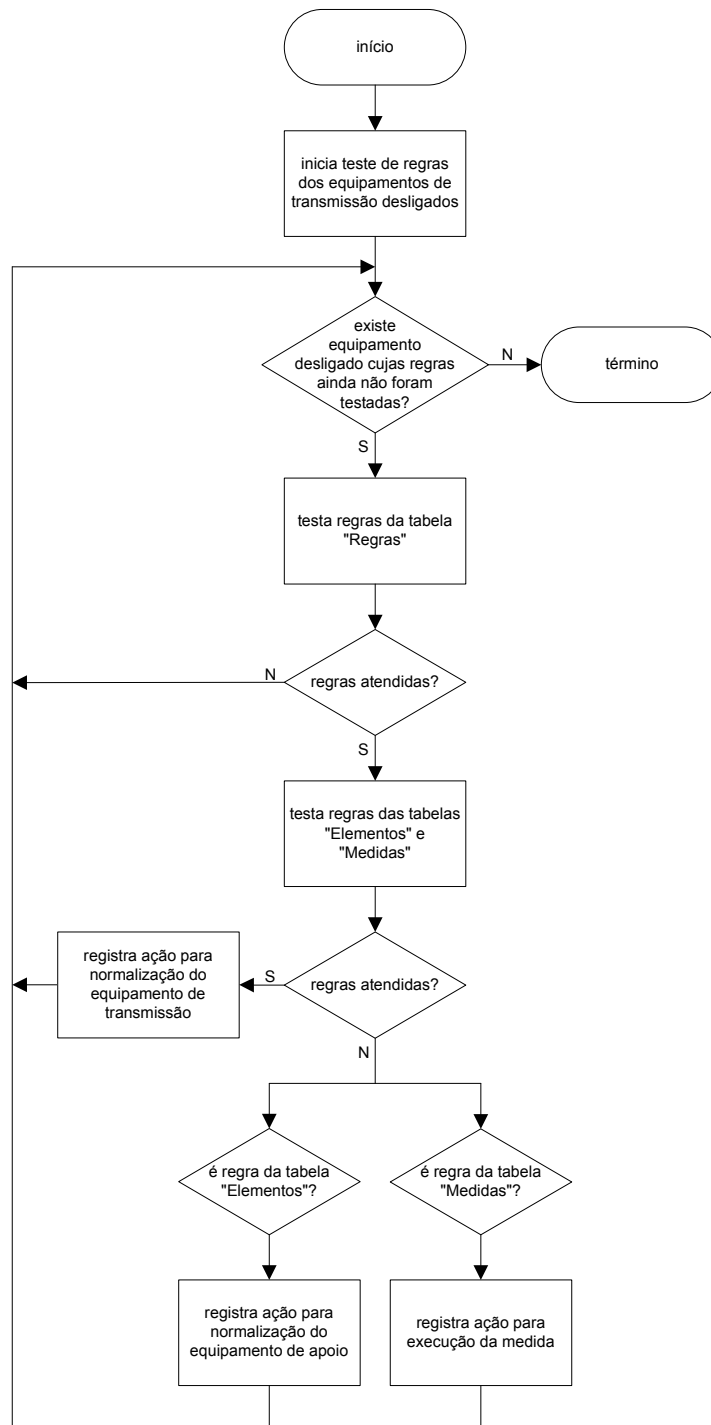 início
inicia teste de regras
dos equipamentos de
transmissão desligados
existe
equipamento
desligado cujas regras
ainda não foram
testadas?
N
término
S
testa regras da tabela
"Regras"
N
regras atendidas?
S
testa regras das tabelas
"Elementos" e
"Medidas"
registra ação para
normalização do
equipamento de
transmissão
S
regras atendidas?
N
é regra da tabela
"Elementos"?
é regra da tabela
"Medidas"?
registra ação para
normalização do
equipamento de apoio
registra ação para
execução da medida